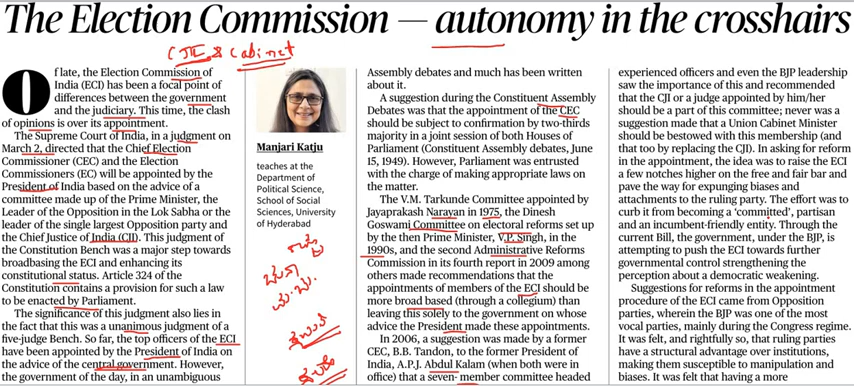 The Election Commission — autonomy in the crosshairs
CJI & Cabinet
Of late, the Election Commission of
India (ECI) has been a focal point of
differences between the government
and the judiciary. This time, the clash
of opinions is over its appointment.
The Supreme Court of India, in a judgment on
March 2, directed that the Chief Election
Commissioner (CEC) and the Election
Commissioners (EC) will be appointed by the
President of India based on the advice of a
committee made up of the Prime Minister, the
Leader of the Opposition in the Lok Sabha or the
leader of the single largest Opposition party and
the Chief Justice of India (CJI). This judgment of
the Constitution Bench was a major step towards
broadbasing the ECI and enhancing its
constitutional status. Article 324 of the
Constitution contains a provision for such a law
to be enacted by Parliament.
The significance of this judgment also lies in
the fact that this was a unanimous judgment of a
five-judge Bench. So far, the top officers of the ECI
have been appointed by the President of India on
the advice of the central government. However,
the government of the day, in an unambiguous
Manjari Katju
teaches at the
Department of
Political Science,
School of Social
Sciences, University
of Hyderabad
Assembly debates and much has been written
about it.
A suggestion during the Constituent Assembly
Debates was that the appointment of the CEC
should be subject to confirmation by two-thirds
majority in a joint session of both Houses of
Parliament (Constituent Assembly debates, June
15, 1949). However, Parliament was entrusted
with the charge of making appropriate laws on
the matter.
The V.M. Tarkunde Committee appointed by
Jayaprakash Narayan in 1975, the Dinesh
Goswami Committee on electoral reforms set up
by the then Prime Minister, V.P. Singh, in the
1990s, and the second Administrative Reforms
Commission in its fourth report in 2009 among
others made recommendations that the
appointments of members of the ECI should be
more broad based (through a collegium) than
leaving this solely to the government on whose
advice the President made these appointments.
In 2006, a suggestion was made by a former
CEC, B.B. Tandon, to the former President of
India, A.P.J. Abdul Kalam (when both were in
office) that a seven-member committee headed
experienced officers and even the BJP leadership
saw the importance of this and recommended
that the CJI or a judge appointed by him/her
should be a part of this committee; never was a
suggestion made that a Union Cabinet Minister
should be bestowed with this membership (and
that too by replacing the CJI). In asking for reform
in the appointment, the idea was to raise the ECI
a few notches higher on the free and fair bar and
pave the way for expunging biases and
attachments to the ruling party. The effort was to
curb it from becoming a ‘committed’, partisan
and an incumbent-friendly entity. Through the
current Bill, the government, under the BJP, is
attempting to push the ECI towards further
governmental control strengthening the
perception about a democratic weakening.
Suggestions for reforms in the appointment
procedure of the ECI came from Opposition
parties, wherein the BJP was one of the most
vocal parties, mainly during the Congress regime.
It was felt, and rightfully so, that ruling parties
have a structural advantage over institutions,
making them susceptible to manipulation and
biases. It was felt that having a more